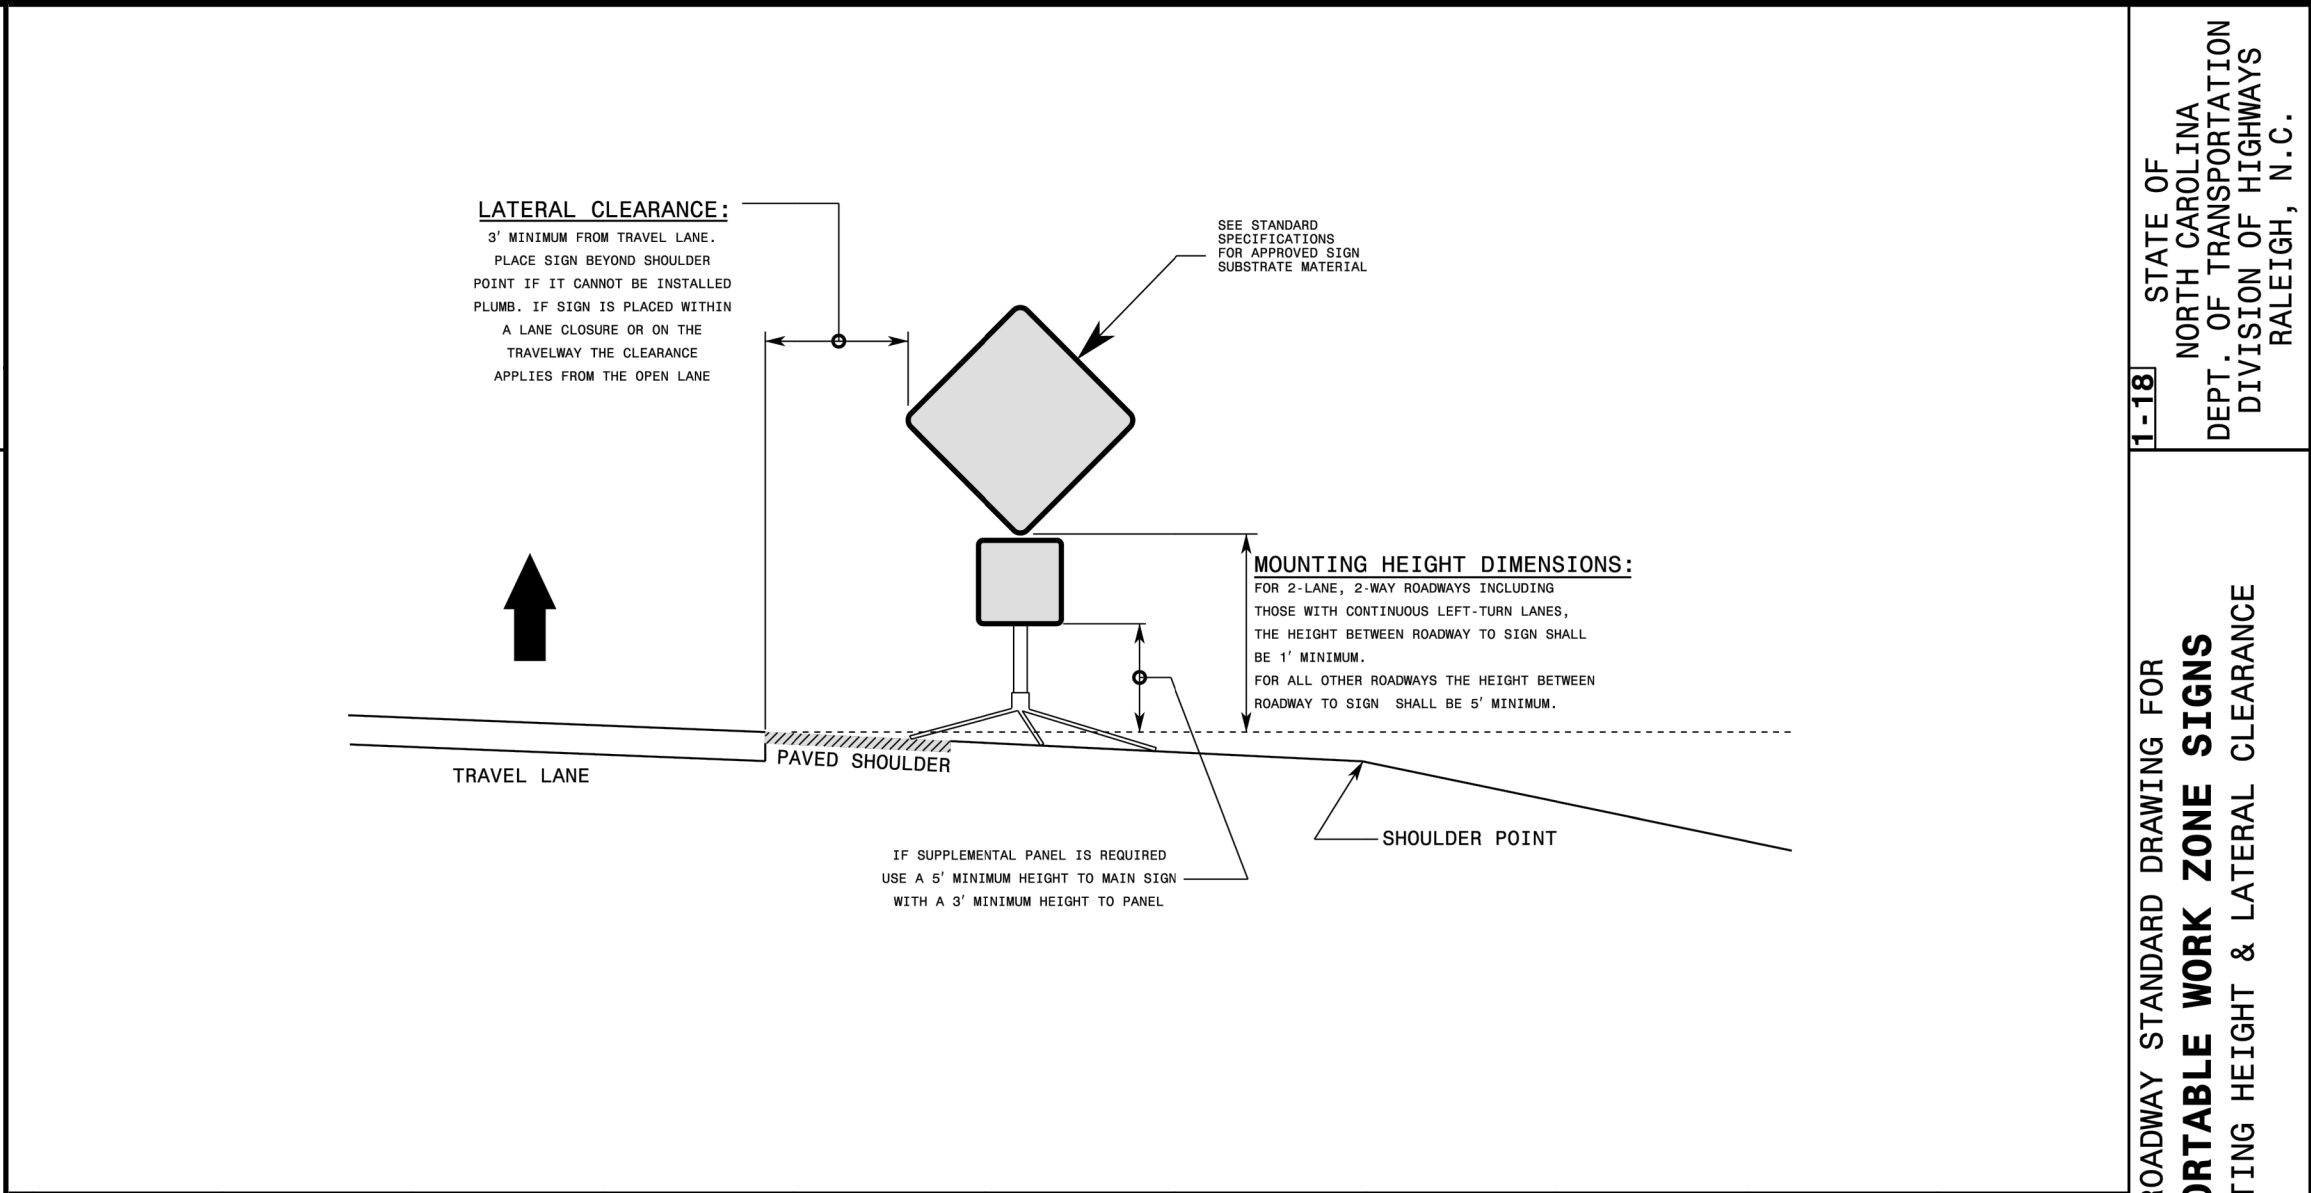 LATERAL CLEARANCE:
3' MINIMUM FROM TRAVEL LANE.
PLACE SIGN BEYOND SHOULDER
POINT IF IT CANNOT BE INSTALLED
PLUMB. IF SIGN IS PLACED WITHIN
A LANE CLOSURE OR ON THE
TRAVELWAY THE CLEARANCE
APPLIES FROM THE OPEN LANE
SEE STANDARD
SPECIFICATIONS
FOR APPROVED SIGN
SUBSTRATE MATERIAL
MOUNTING HEIGHT DIMENSIONS:
FOR 2-LANE, 2-WAY ROADWAYS INCLUDING
THOSE WITH CONTINUOUS LEFT-TURN LANES,
THE HEIGHT BETWEEN ROADWAY TO SIGN SHALL
BE 1' MINIMUM.
FOR ALL OTHER ROADWAYS THE HEIGHT BETWEEN
ROADWAY TO SIGN SHALL BE 5' MINIMUM.
TRAVEL LANE
PAVED SHOULDER
SHOULDER POINT
IF SUPPLEMENTAL PANEL IS REQUIRED
USE A 5' MINIMUM HEIGHT TO MAIN SIGN
WITH A 3' MINIMUM HEIGHT TO PANEL
1-18
STATE OF
NORTH CAROLINA
DEPT. OF TRANSPORTATION
DIVISION OF HIGHWAYS
RALEIGH, N.C.
ROADWAY STANDARD DRAWING FOR
ORTABLE WORK ZONE SIGNS
TING HEIGHT & LATERAL CLEARANCE